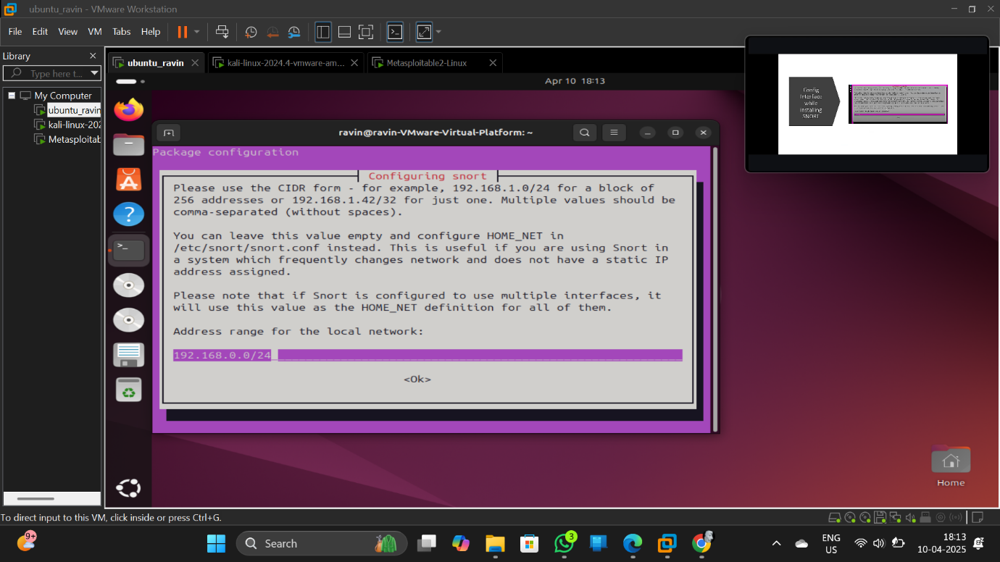 ubuntu_ravin - VMware Workstation
File Edit View VM Tabs Help
Library
Type here t...
My Computer
ubuntu_ravin
kali-linux-202
Metasploitab
ubuntu_ravin
kali-linux-2024.4-vmware-am...
Metasploitable2-Linux
Apr 10 18:13
ravin@ravin-VMware-Virtual-Platform: ~
Package configuration
Configuring snort
Please use the CIDR form - for example, 192.168.1.0/24 for a block of
256 addresses or 192.168.1.42/32 for just one. Multiple values should be
comma-separated (without spaces).
You can leave this value empty and configure HOME_NET in
/etc/snort/snort.conf instead. This is useful if you are using Snort in
a system which frequently changes network and does not have a static IP
address assigned.
Please note that if Snort is configured to use multiple interfaces, it
will use this value as the HOME_NET definition for all of them.
Address range for the local network:
192.168.0.0/24
<Ok>
Config
Interface
while
installing
SNORT
Home
To direct input to this VM, click inside or press Ctrl+G.
9+
Search
3
ENG
US
18:13
10-04-2025